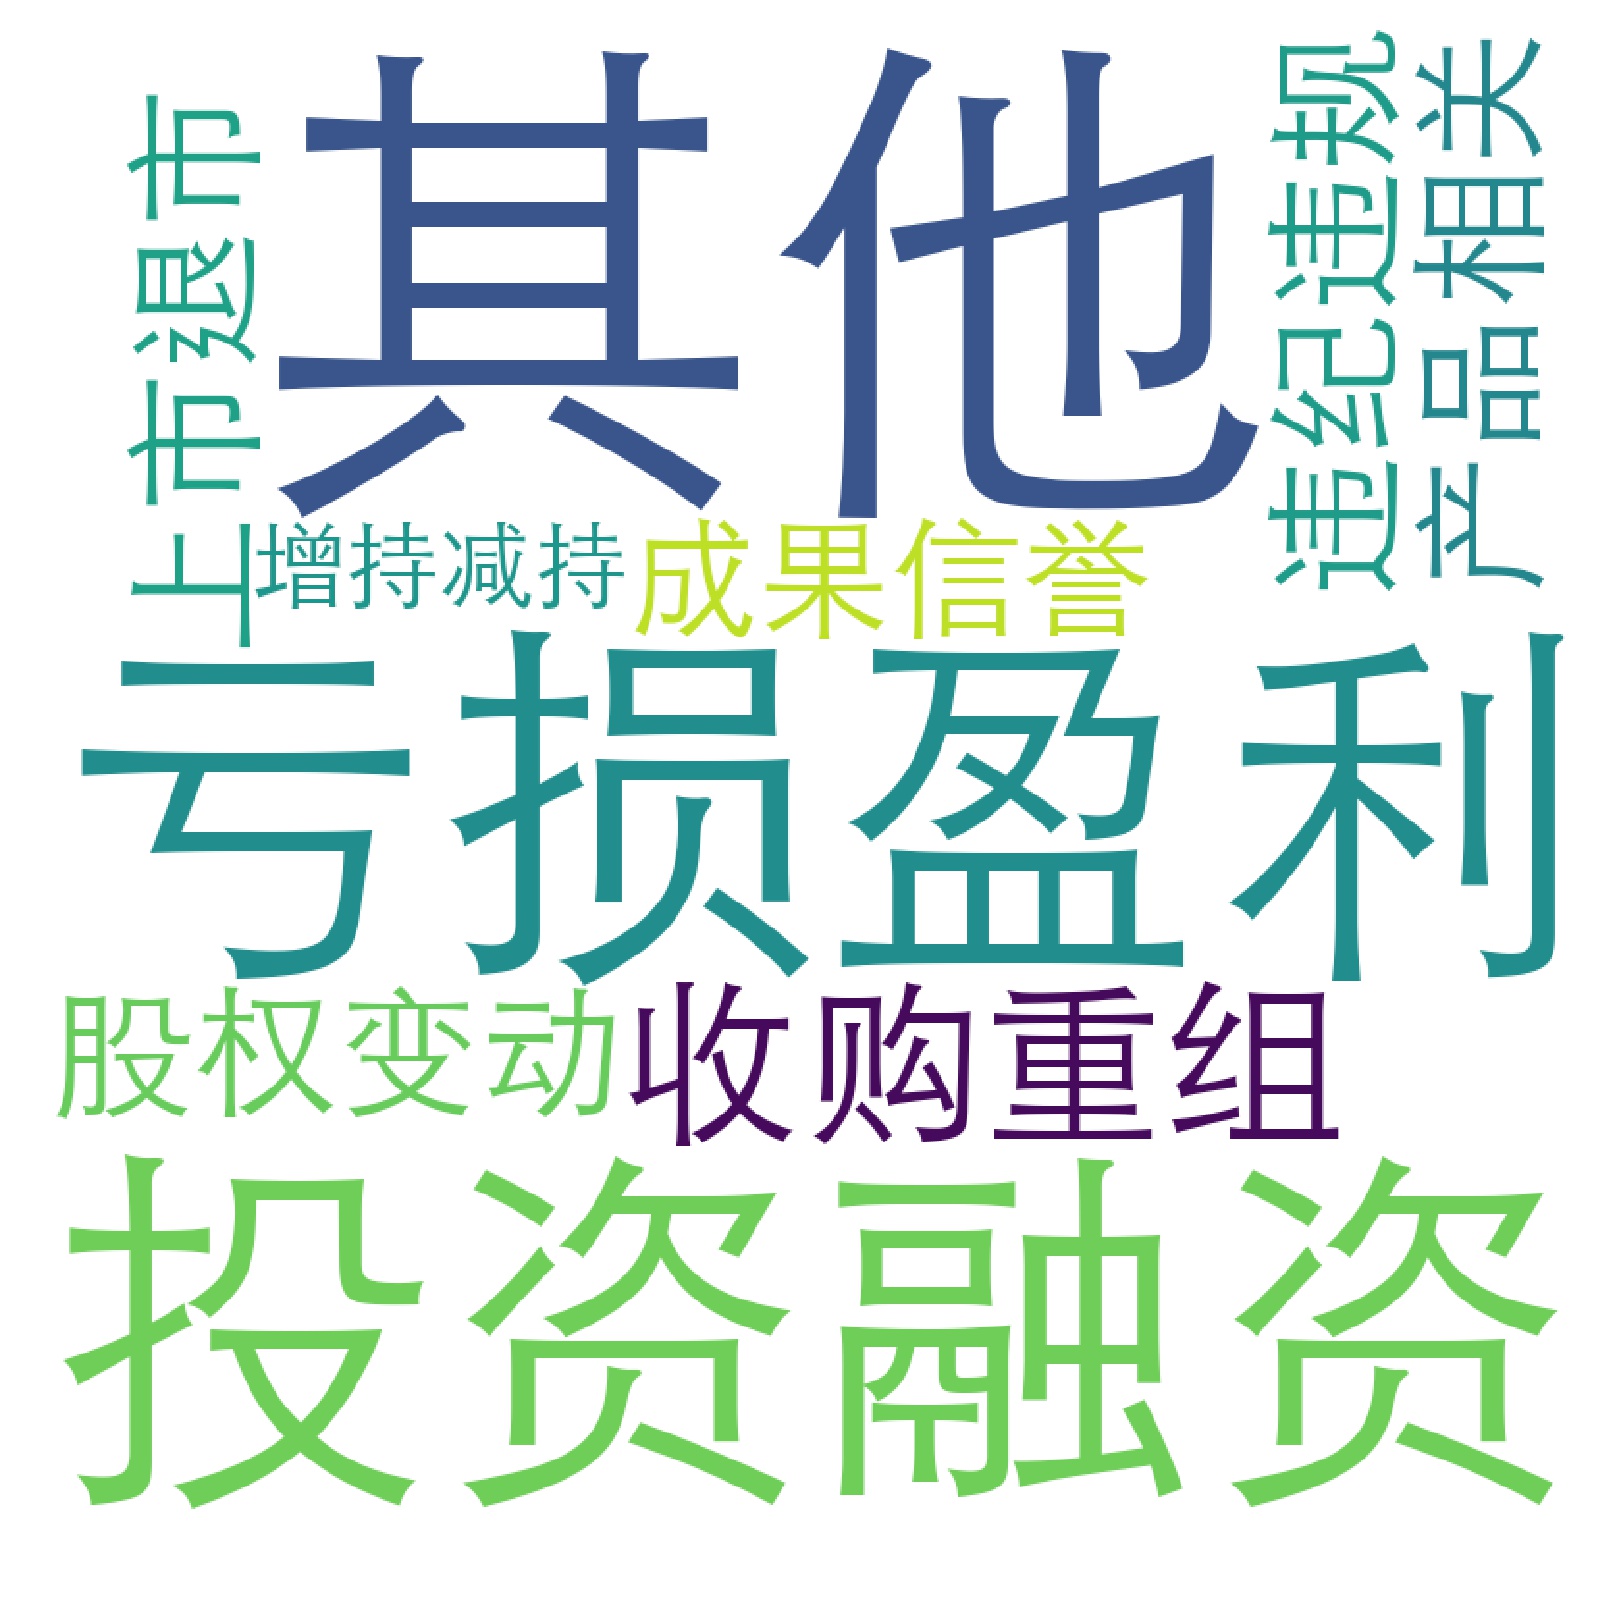 其他
上市退市
违纪违规
产品相关
增持减持
成果信誉
亏损盈利
股权变动
收购重组
投资融资